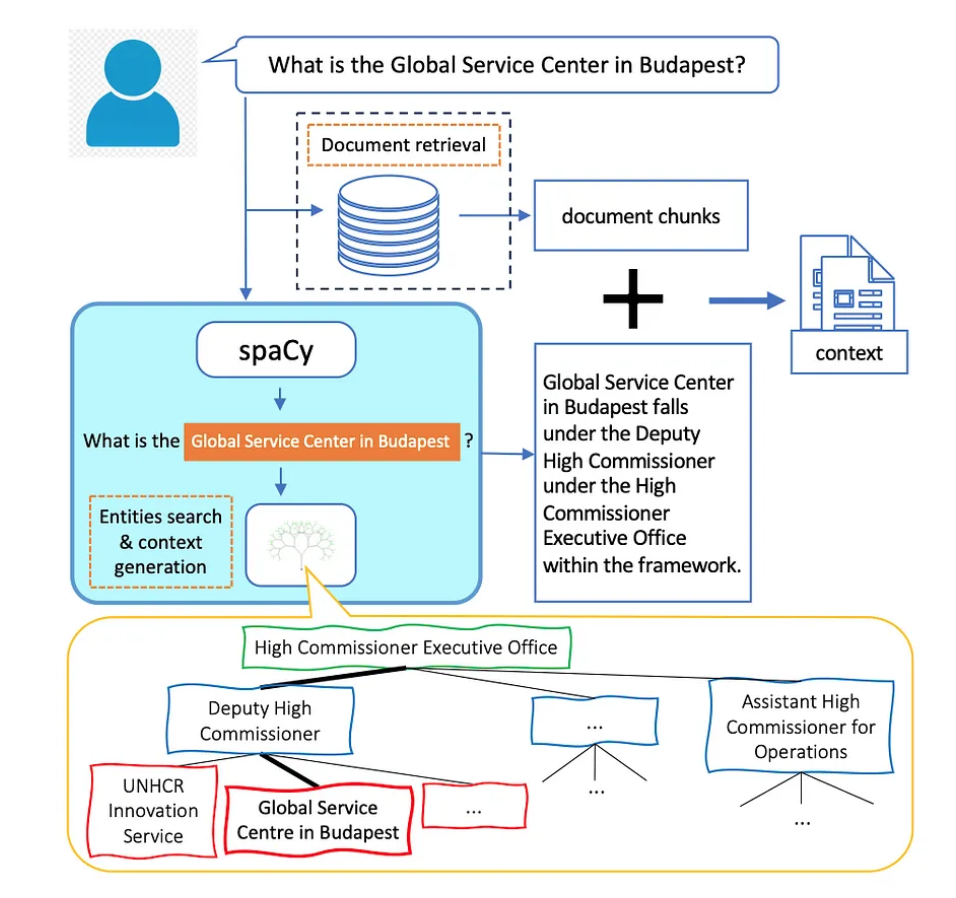 What is the Global Service Center in Budapest?
Document retrieval
document chunks
context
spaCy
What is the Global Service Center in Budapest ?
Entities search
& context
generation
Global Service Center
in Budapest falls
under the Deputy
High Commissioner
under the High
Commissioner
Executive Office
within the framework.
High Commissioner Executive Office
Deputy High
Commissioner
...
Assistant High
Commissioner for
Operations
UNHCR
Innovation
Service
Global Service
Centre in Budapest
...
...
...